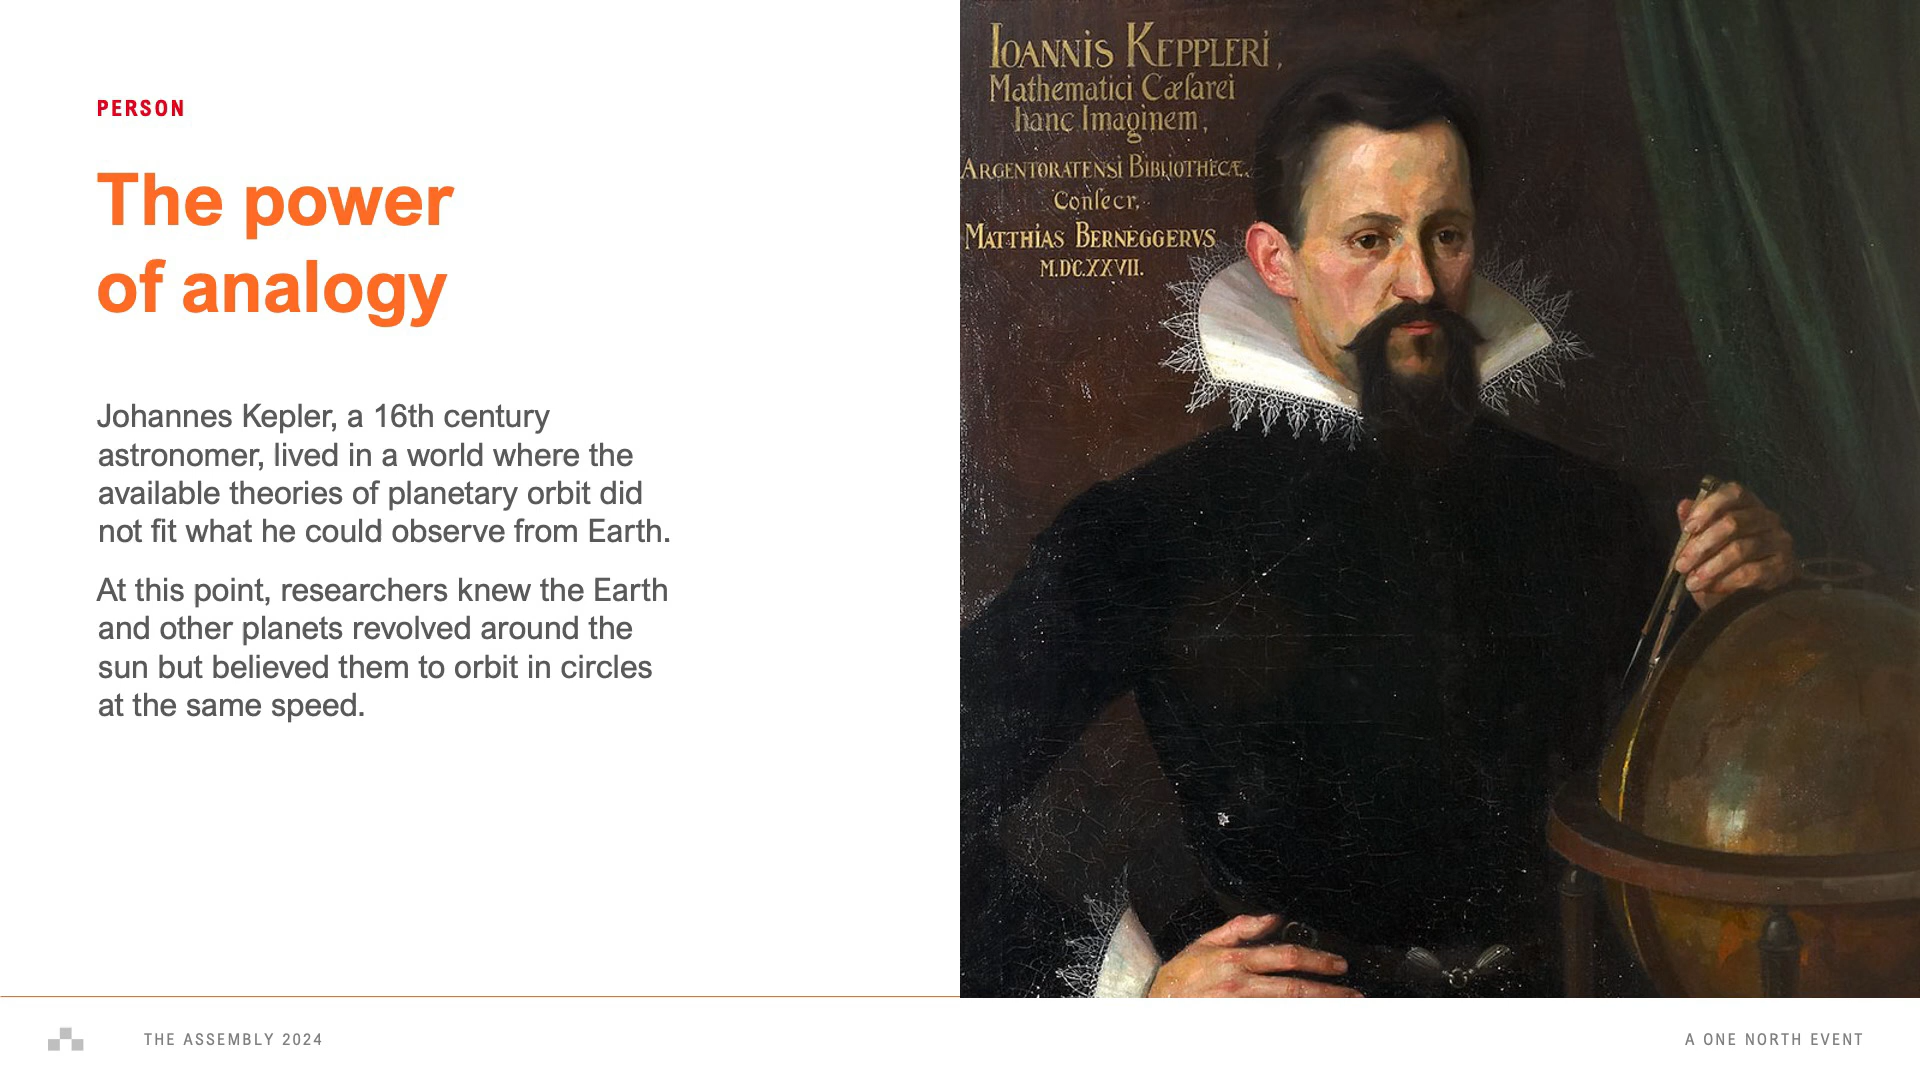 PERSON
The power
of analogy
Johannes Kepler, a 16th century
astronomer, lived in a world where the
available theories of planetary orbit did
not fit what he could observe from Earth.
At this point, researchers knew the Earth
and other planets revolved around the
sun but believed them to orbit in circles
at the same speed.
IOANNIS KEPPLERI,
Mathematici Cæſarei
hanc Imaginem,
ARGENTORATENSI BIBLIOTHECÆ.
Conſecr.
MATTHIAS BERNEGGERVS
M.DC.XXVII.
THE ASSEMBLY 2024
A ONE NORTH EVENT